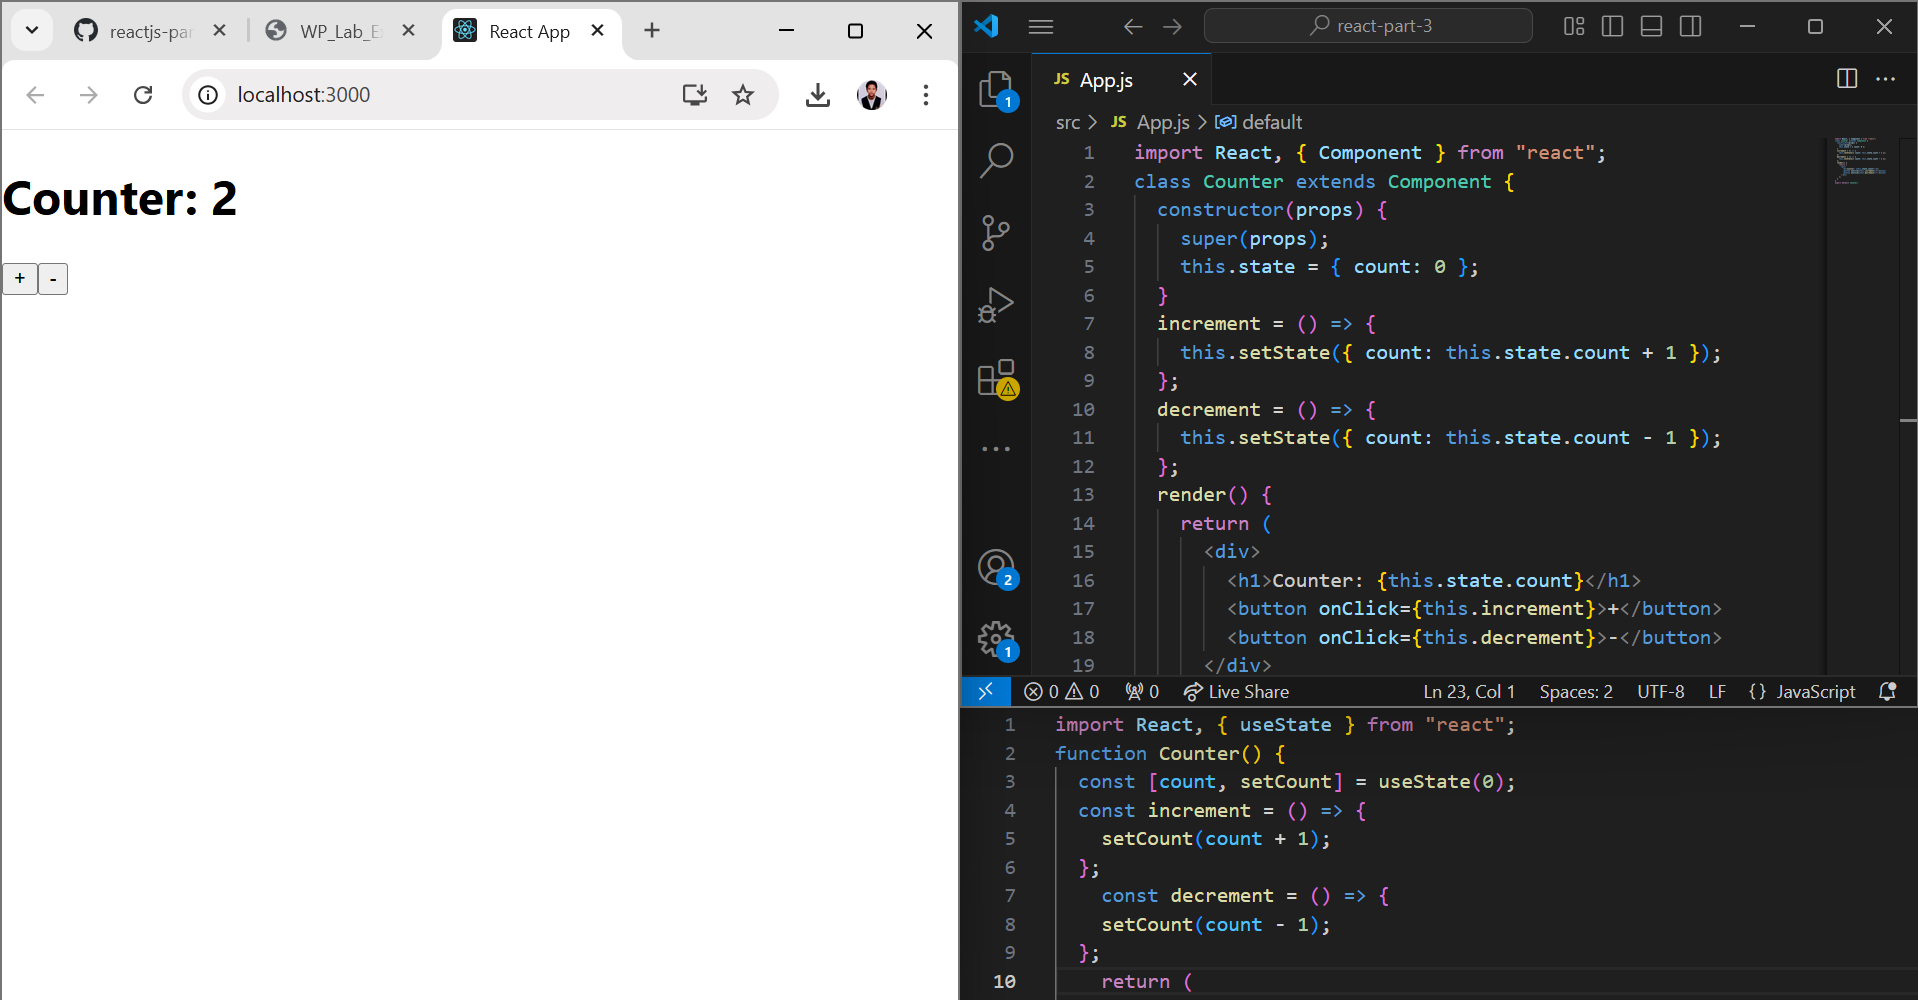 reactjs-par
WP_Lab_E
React App
localhost:3000
Counter: 2
+ -
react-part-3
JS App.js
src > JS App.js > default
1 import React, { Component } from "react";
2 class Counter extends Component {
3 constructor(props) {
4 super(props);
5 this.state = { count: 0 };
6 }
7 increment = () => {
8 this.setState({ count: this.state.count + 1 });
9 };
10 decrement = () => {
11 this.setState({ count: this.state.count - 1 });
12 };
13 render() {
14 return (
15 <div>
16 <h1>Counter: {this.state.count}</h1>
17 <button onClick={this.increment}>+</button>
18 <button onClick={this.decrement}>-</button>
19 </div>
1
2
1
0 0 0 Live Share Ln 23, Col 1 Spaces: 2 UTF-8 LF {} JavaScript
1 import React, { useState } from "react";
2 function Counter() {
3 const [count, setCount] = useState(0);
4 const increment = () => {
5 setCount(count + 1);
6 };
7 const decrement = () => {
8 setCount(count - 1);
9 };
10 return (